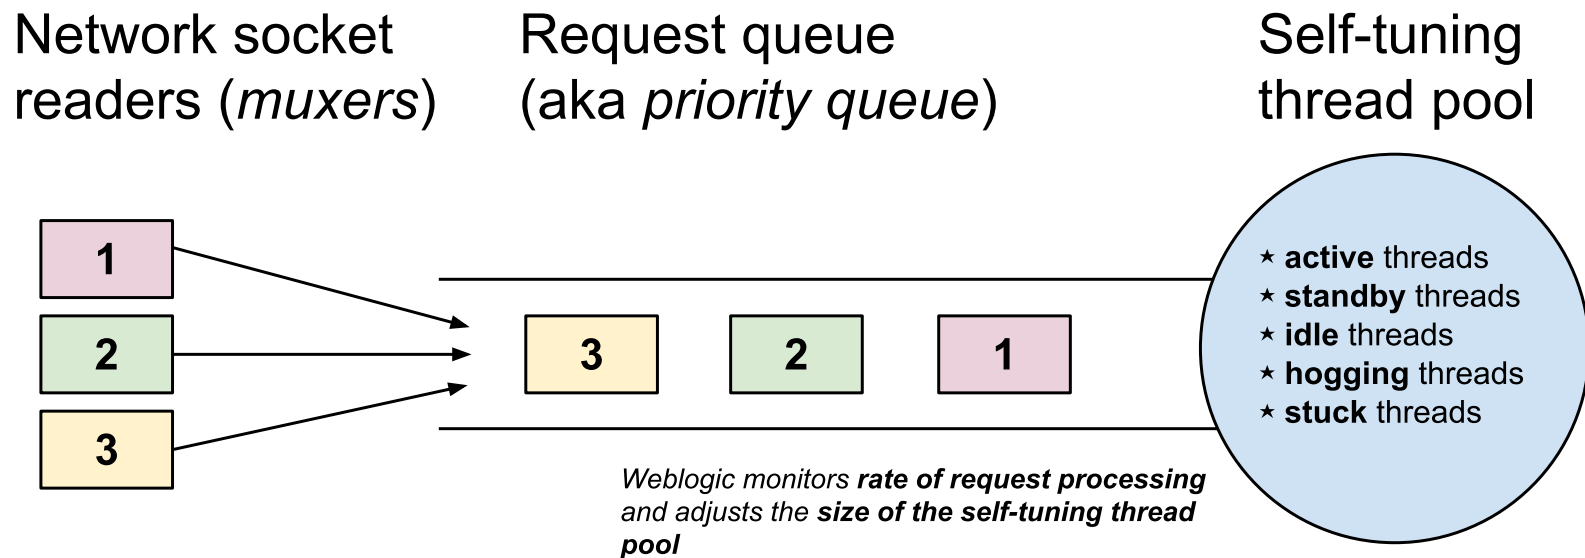 Network socket
readers (muxers)
Request queue
(aka priority queue)
Self-tuning
thread pool
1
2
3
3
2
1
★ active threads
★ standby threads
★ idle threads
★ hogging threads
★ stuck threads
Weblogic monitors rate of request processing
and adjusts the size of the self-tuning thread
pool